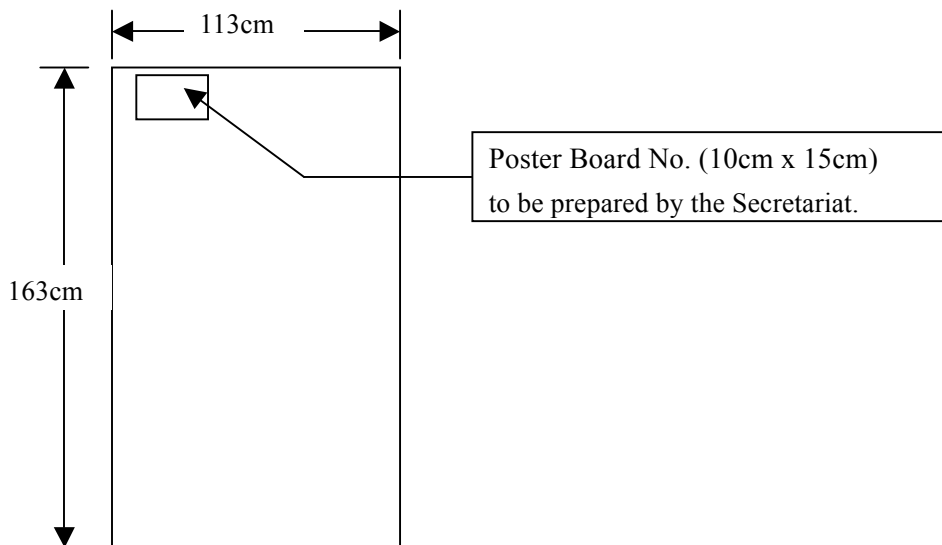 113cm
Poster Board No. (10cm x 15cm)
to be prepared by the Secretariat.
163cm